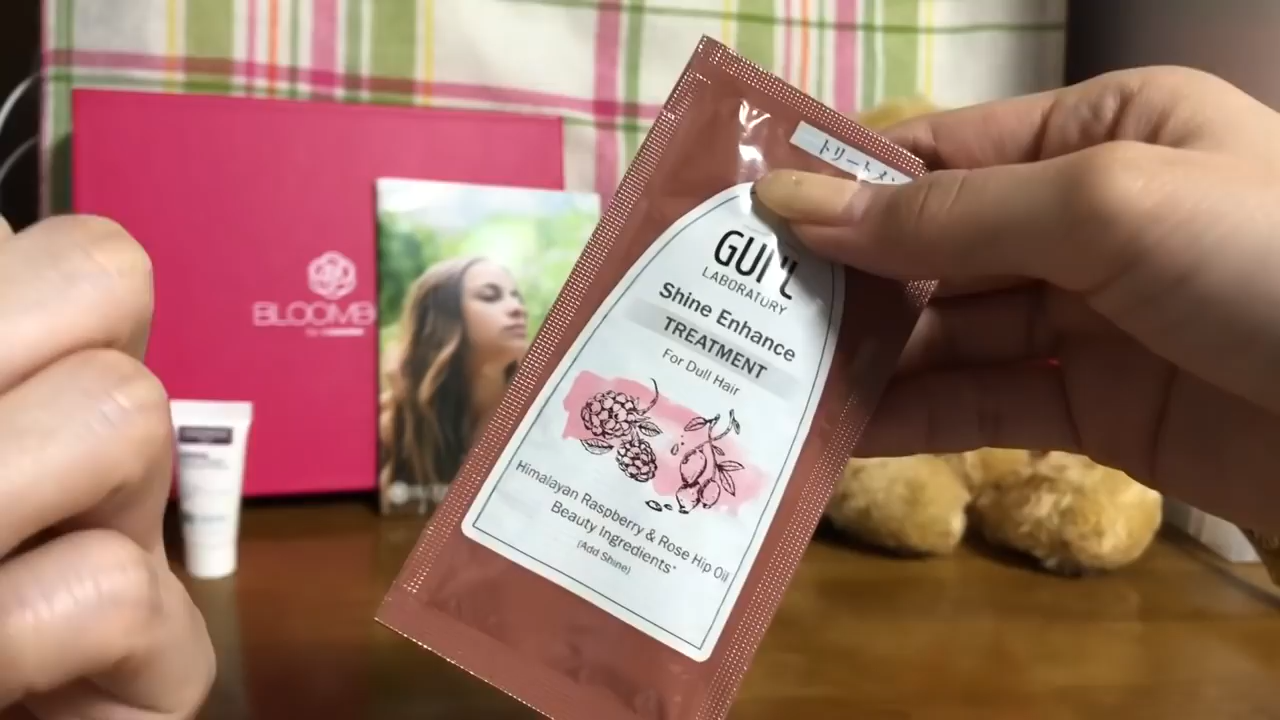 トリートメン
GUHL
LABORATORY
Shine Enhance
TREATMENT
For Dull Hair
Himalayan Raspberry & Rose Hip Oil
Beauty Ingredients*
[Add Shine]
BLOOMB